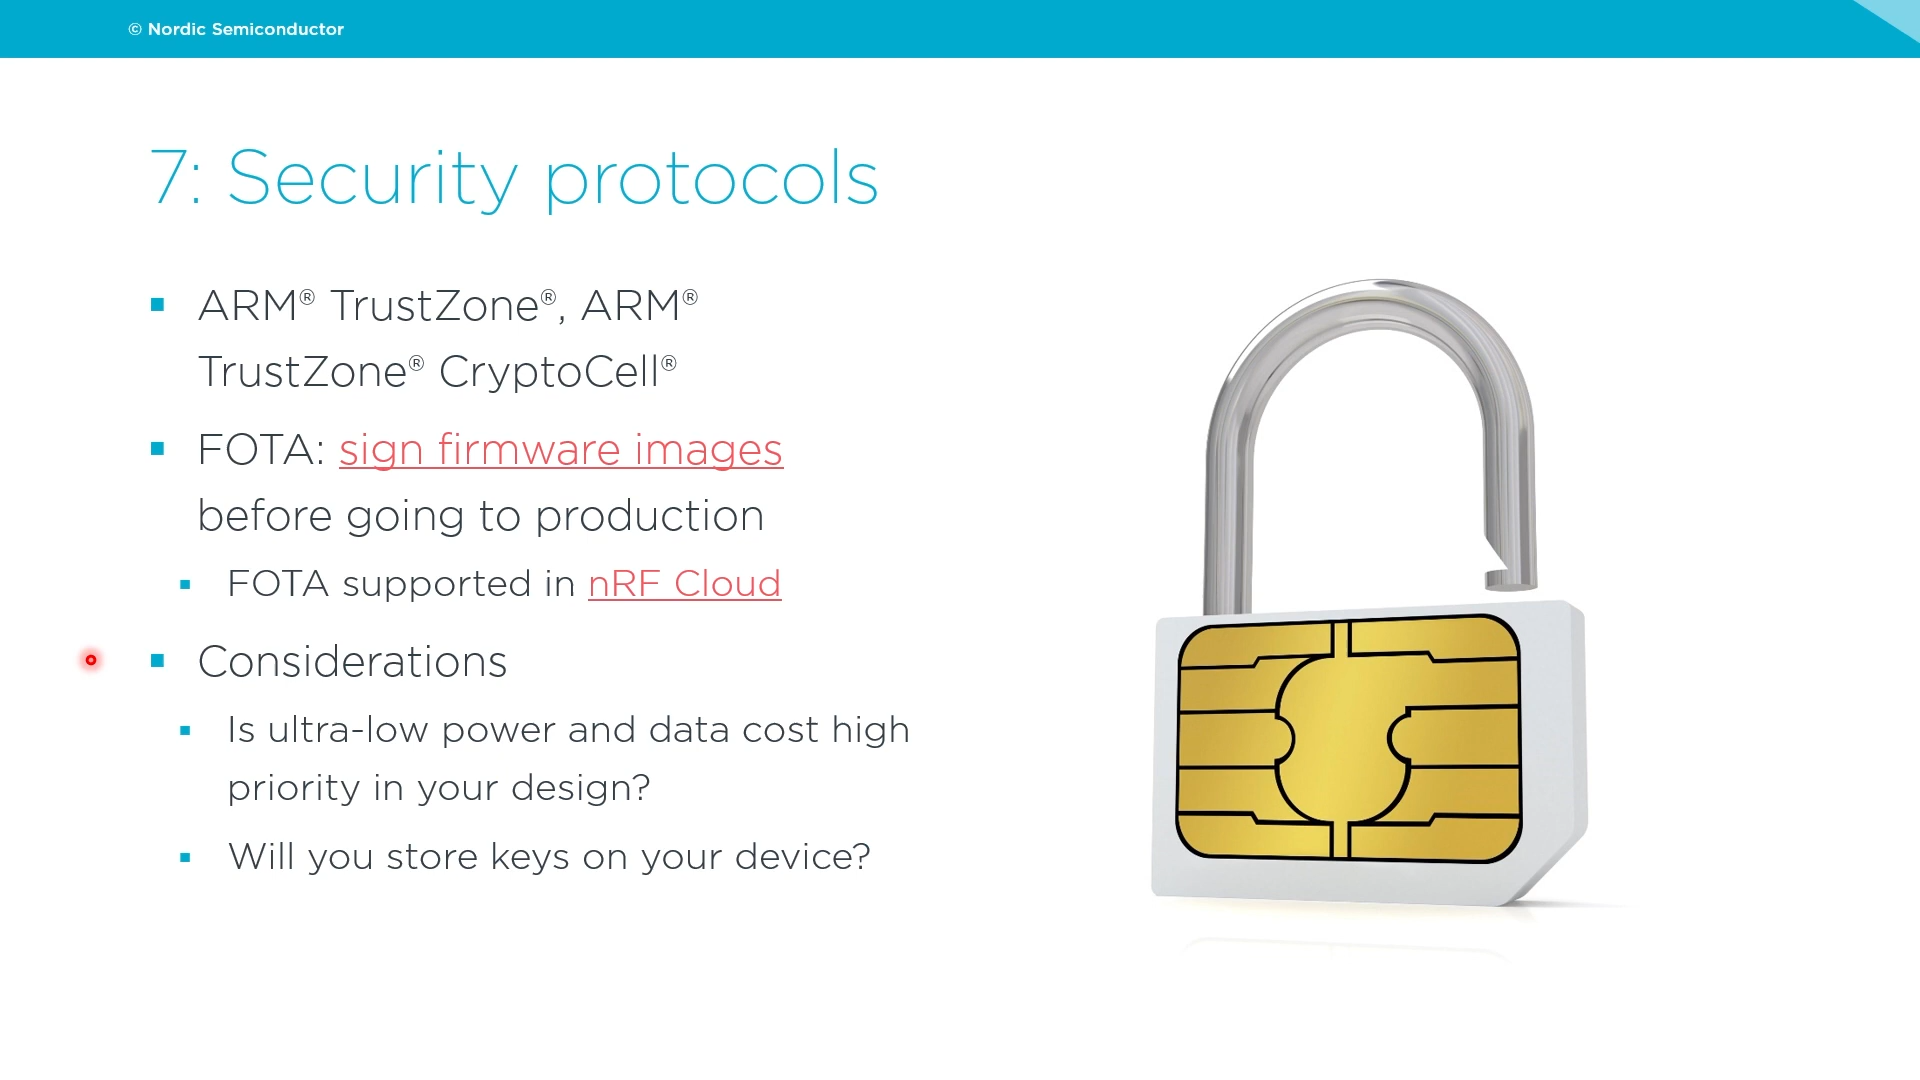 © Nordic Semiconductor
7: Security protocols
ARM® TrustZone®, ARM®
TrustZone® CryptoCell®
FOTA: sign firmware images
before going to production
FOTA supported in nRF Cloud
Considerations
Is ultra-low power and data cost high
priority in your design?
Will you store keys on your device?